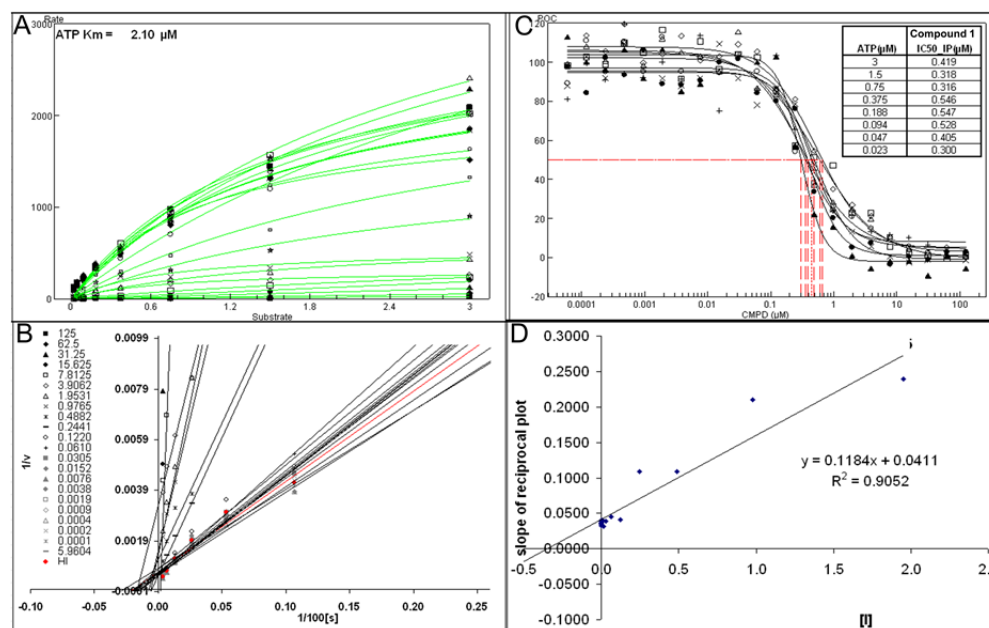 A
Rate
3000
ATP Km = 2.10 µM
2000
1000
0
0 0.6 1.2 1.8 2.4 3
Substrate
C
POC
120
100
80
60
40
20
0
-20
0.0001 0.001 0.01 0.1 1 10 100
CMPD (µM)
Compound 1
ATP(µM) IC50_IP(µM)
3 0.419
1.5 0.318
0.75 0.316
0.375 0.546
0.188 0.547
0.094 0.528
0.047 0.405
0.023 0.300
B
125
62.5
31.25
15.625
7.8125
3.9062
1.9531
0.9765
0.4882
0.2441
0.1220
0.0610
0.0305
0.0152
0.0076
0.0038
0.0019
0.0009
0.0004
0.0002
0.0001
5.9604
HI
1/v
0.0099
0.0079
0.0059
0.0039
0.0019
-0.0001
-0.10 -0.05 0.00 0.05 0.10 0.15 0.20 0.25
1/100[s]
D
slope of reciprocal plot
0.3000
0.2500
0.2000
0.1500
0.1000
0.0500
0.0000
-0.0500
-0.1000
-0.5 0.0 0.5 1.0 1.5 2.0
y = 0.1184x + 0.0411
R² = 0.9052
[I]